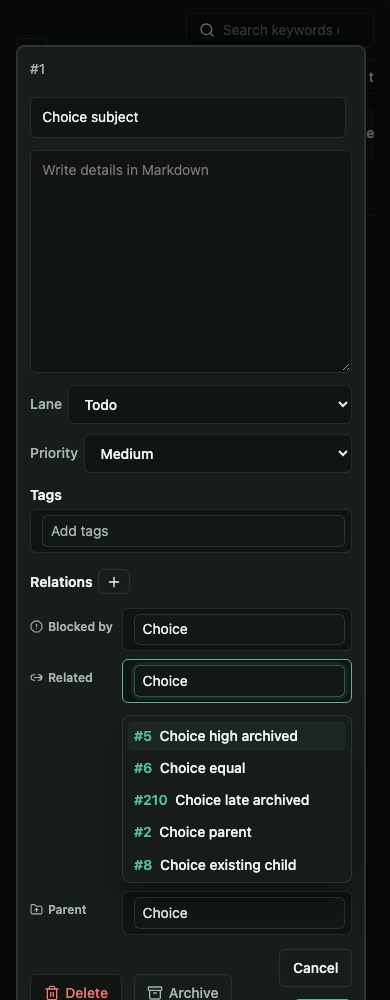 Search keywords
t
#1
e
Choice subject
Write details in Markdown
Lane Todo
Priority Medium
Tags
Add tags
Relations
Blocked by Choice
Related Choice
#5 Choice high archived
#6 Choice equal
#210 Choice late archived
#2 Choice parent
#8 Choice existing child
Parent Choice
Cancel
Delete Archive